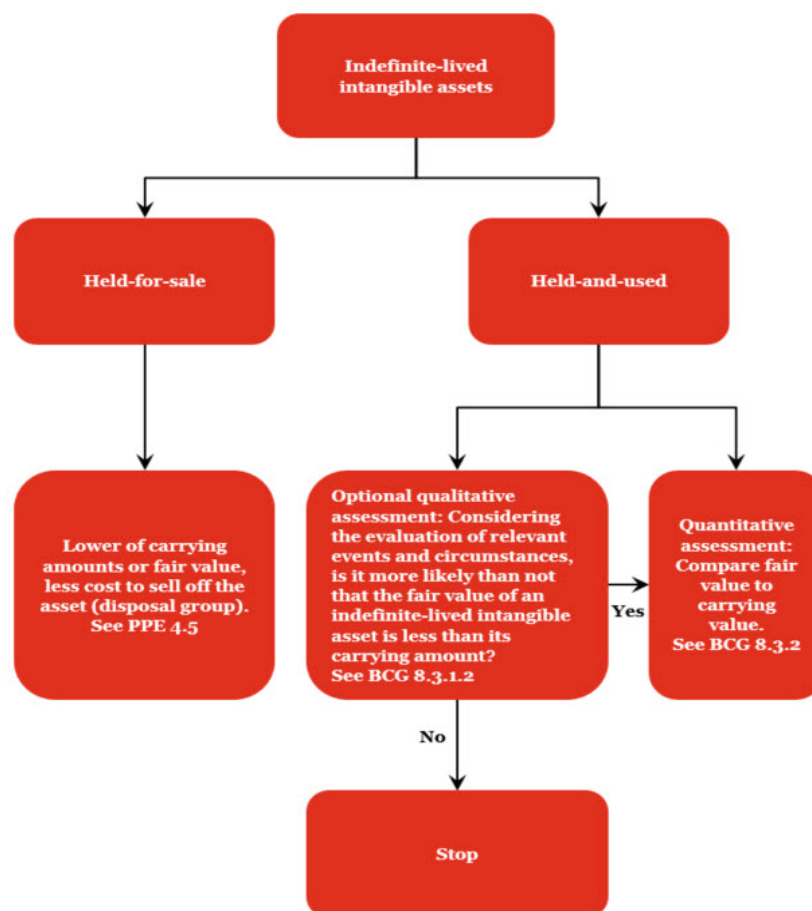 Indefinite-lived
intangible assets
Held-for-sale
Held-and-used
Lower of carrying
amounts or fair value,
less cost to sell off the
asset (disposal group).
See PPE 4.5
Optional qualitative
assessment: Considering
the evaluation of relevant
events and circumstances,
is it more likely than not
that the fair value of an
indefinite-lived intangible
asset is less than its
carrying amount?
See BCG 8.3.1.2
Yes
Quantitative
assessment:
Compare fair
value to
carrying
value.
See BCG 8.3.2
No
Stop